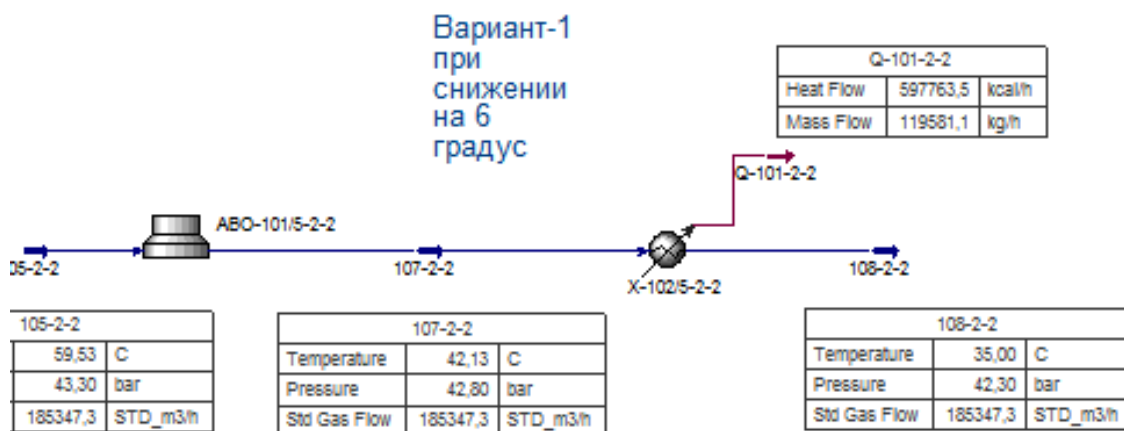 Вариант-1
при
снижении
на 6
градус
Q-101-2-2
Heat Flow 597763,5 kcal/h
Mass Flow 119581,1 kg/h
Q-101-2-2
АВО-101/5-2-2
05-2-2
107-2-2
X-102/5-2-2
108-2-2
105-2-2
59,53 C
43,30 bar
185347,3 STD_m3/h
107-2-2
Temperature 42,13 C
Pressure 42,80 bar
Std Gas Flow 185347,3 STD_m3/h
108-2-2
Temperature 35,00 C
Pressure 42,30 bar
Std Gas Flow 185347,3 STD_m3/h